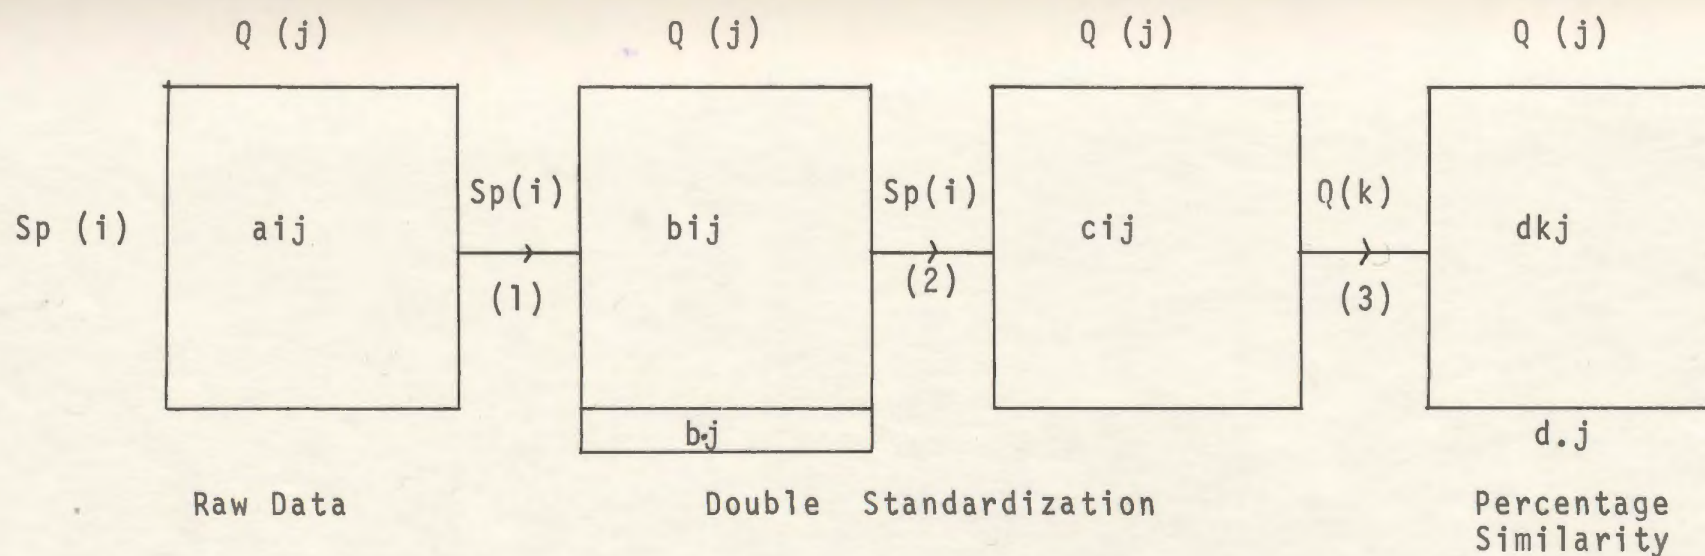 Q (j) Q (j) Q (j) Q (j)
Sp(i) Sp(i) Q(k)
Sp (i) aij bij cij dkj
(1) (2) (3)
b.j d.j
Raw Data Double Standardization Percentage
Similarity